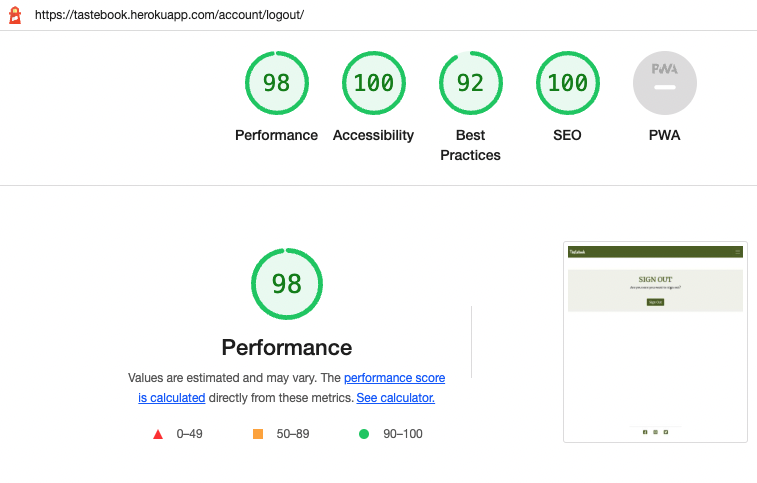 https://tastebook.herokuapp.com/account/logout/
98
100
92
100
PWA
Performance
Accessibility
Best
Practices
SEO
PWA
98
Performance
Values are estimated and may vary. The performance score
is calculated directly from these metrics. See calculator.
0–49
50–89
90–100
Tastebook
SIGN OUT
Are you sure you want to sign out?
Sign Out